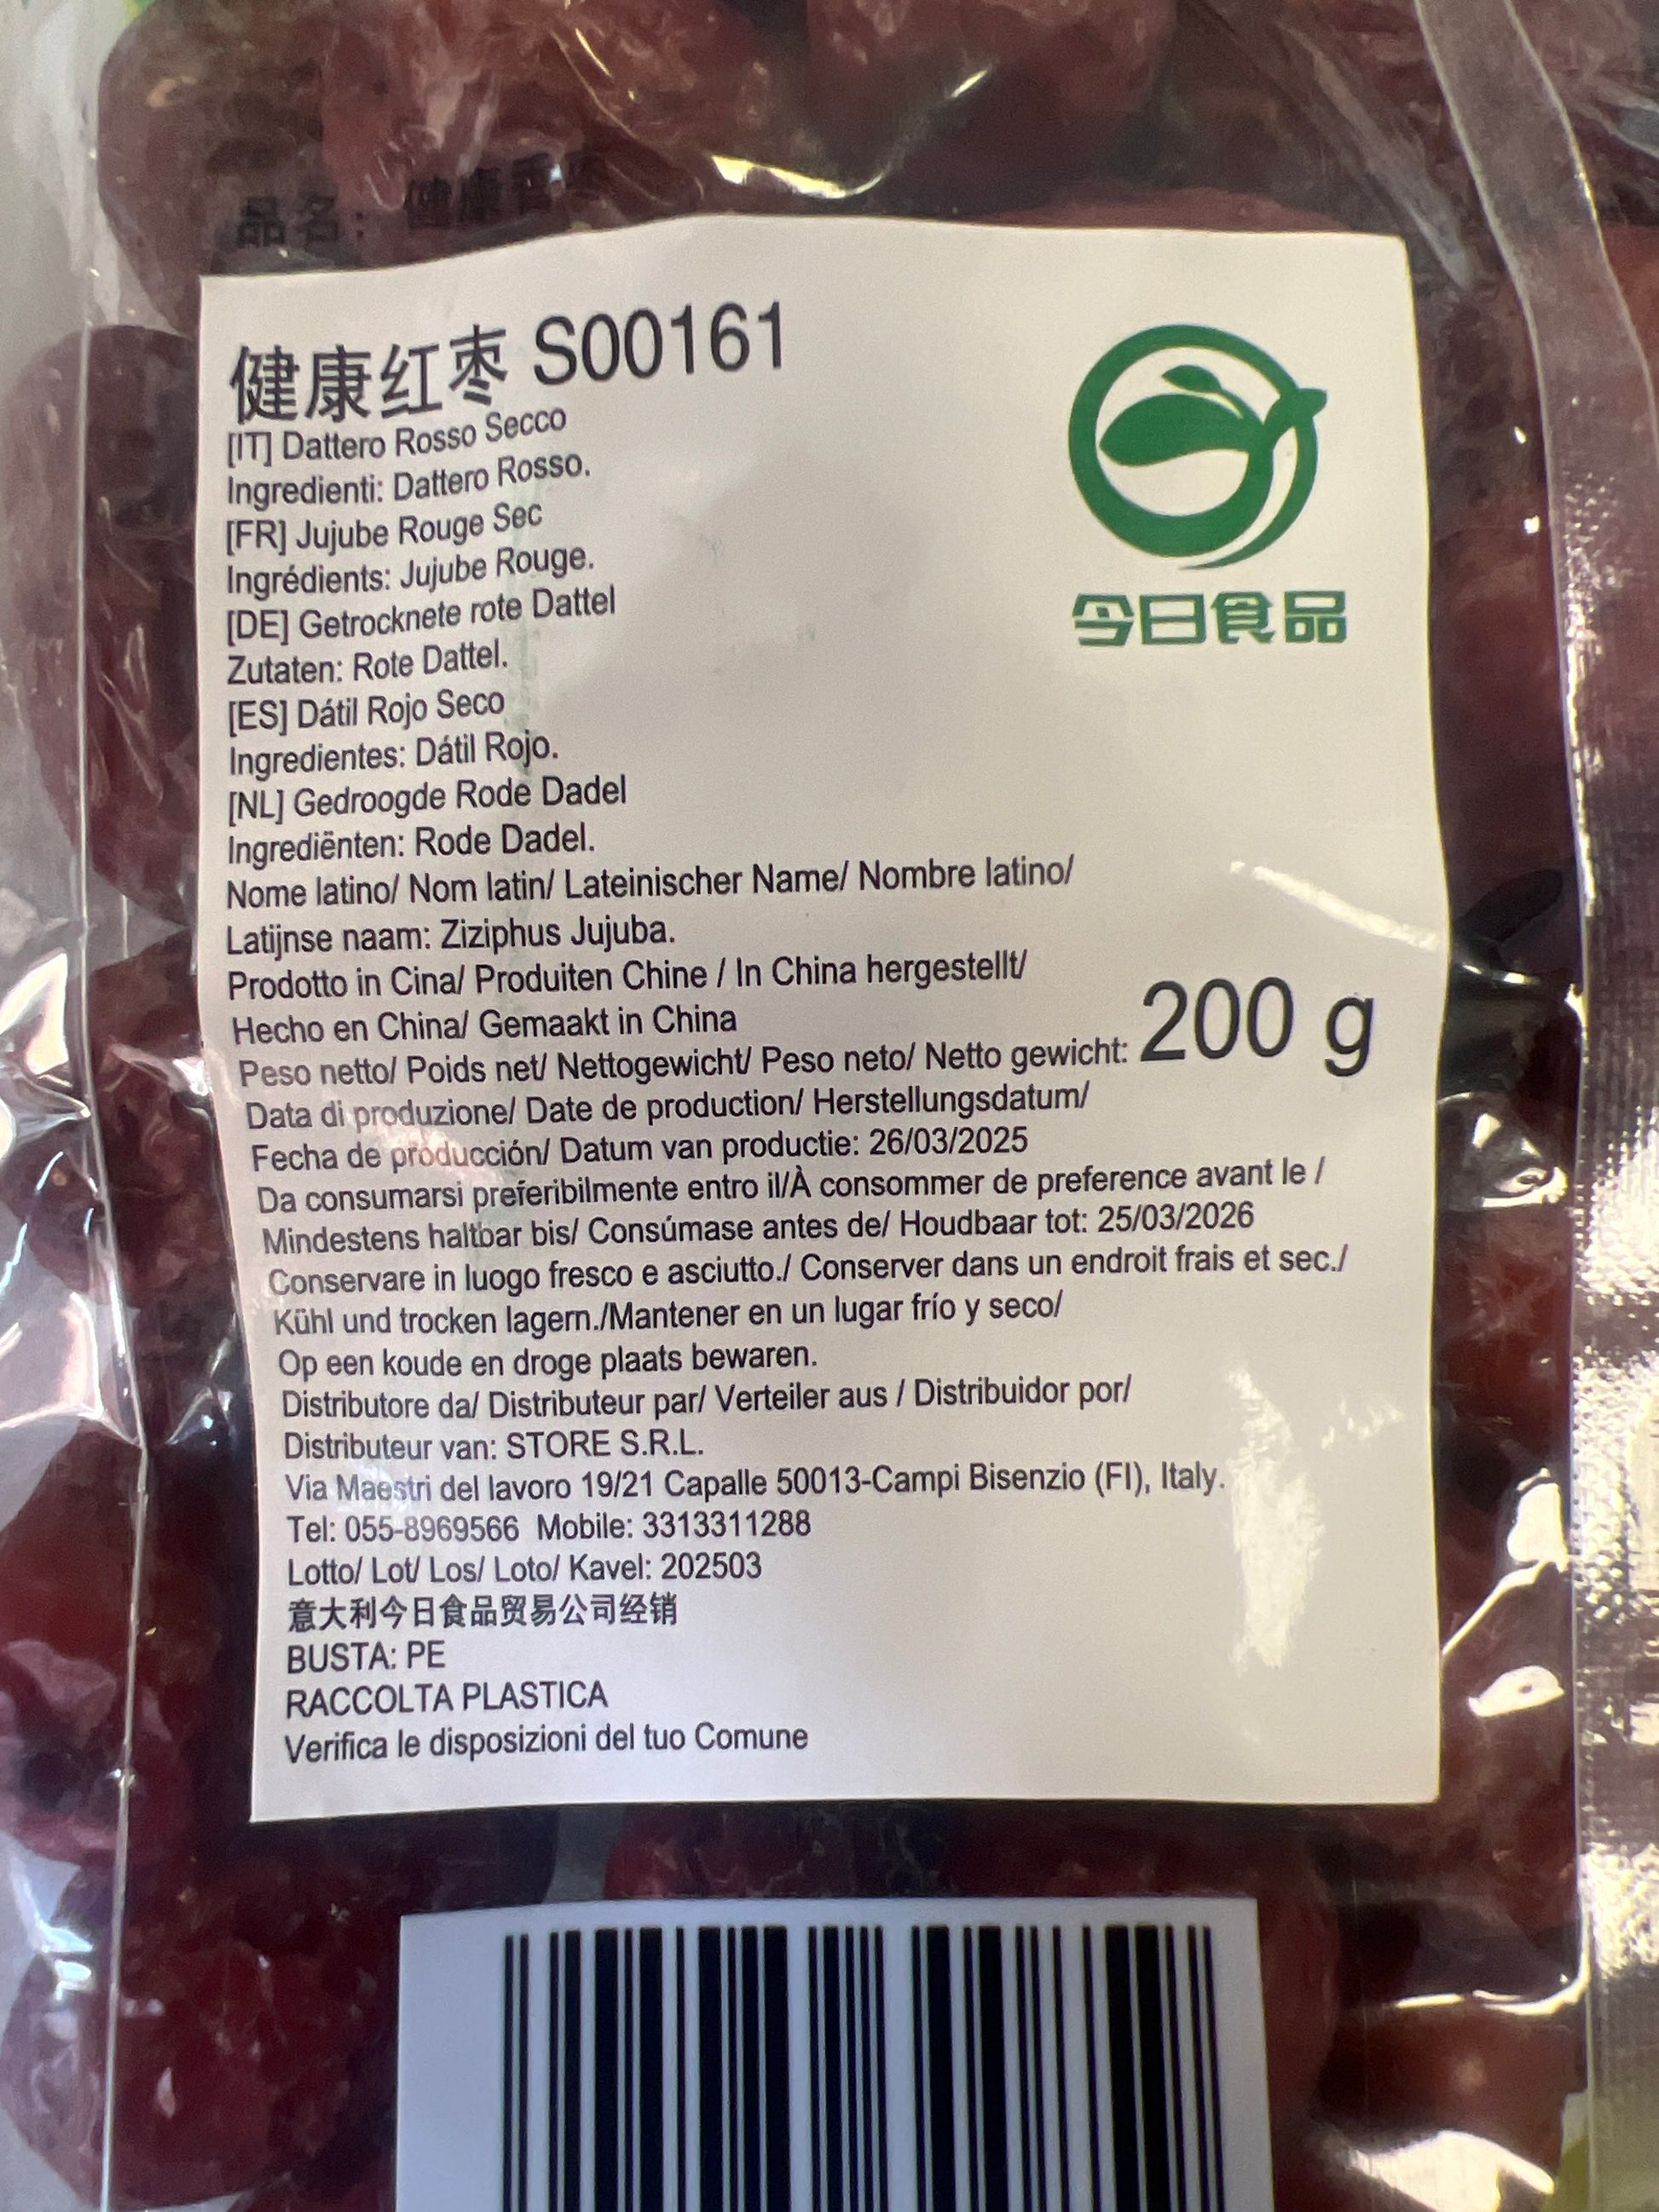 品名: 健康
健康红枣 S00161
[IT] Dattero Rosso Secco
Ingredienti: Dattero Rosso.
[FR] Jujube Rouge Sec
Ingrédients: Jujube Rouge.
[DE] Getrocknete rote Dattel
Zutaten: Rote Dattel.
[ES] Dátil Rojo Seco
Ingredientes: Dátil Rojo.
[NL] Gedroogde Rode Dadel
Ingrediënten: Rode Dadel.
Nome latino/ Nom latin/ Lateinischer Name/ Nombre latino/
Latijnse naam: Ziziphus Jujuba.
Prodotto in Cina/ Produiten Chine / In China hergestellt/
Hecho en China/ Gemaakt in China
Peso netto/ Poids net/ Nettogewicht/ Peso neto/ Netto gewicht: 200 g
Data di produzione/ Date de production/ Herstellungsdatum/
Fecha de producción/ Datum van productie: 26/03/2025
Da consumarsi preferibilmente entro il/À consommer de preference avant le /
Mindestens haltbar bis/ Consúmase antes de/ Houdbaar tot: 25/03/2026
Conservare in luogo fresco e asciutto./ Conserver dans un endroit frais et sec./
Kühl und trocken lagern./Mantener en un lugar frío y seco/
Op een koude en droge plaats bewaren.
Distributore da/ Distributeur par/ Verteiler aus / Distribuidor por/
Distributeur van: STORE S.R.L.
Via Maestri del lavoro 19/21 Capalle 50013-Campi Bisenzio (FI), Italy.
Tel: 055-8969566 Mobile: 3313311288
Lotto/ Lot/ Los/ Loto/ Kavel: 202503
意大利今日食品贸易公司经销
BUSTA: PE
RACCOLTA PLASTICA
Verifica le disposizioni del tuo Comune
今日食品